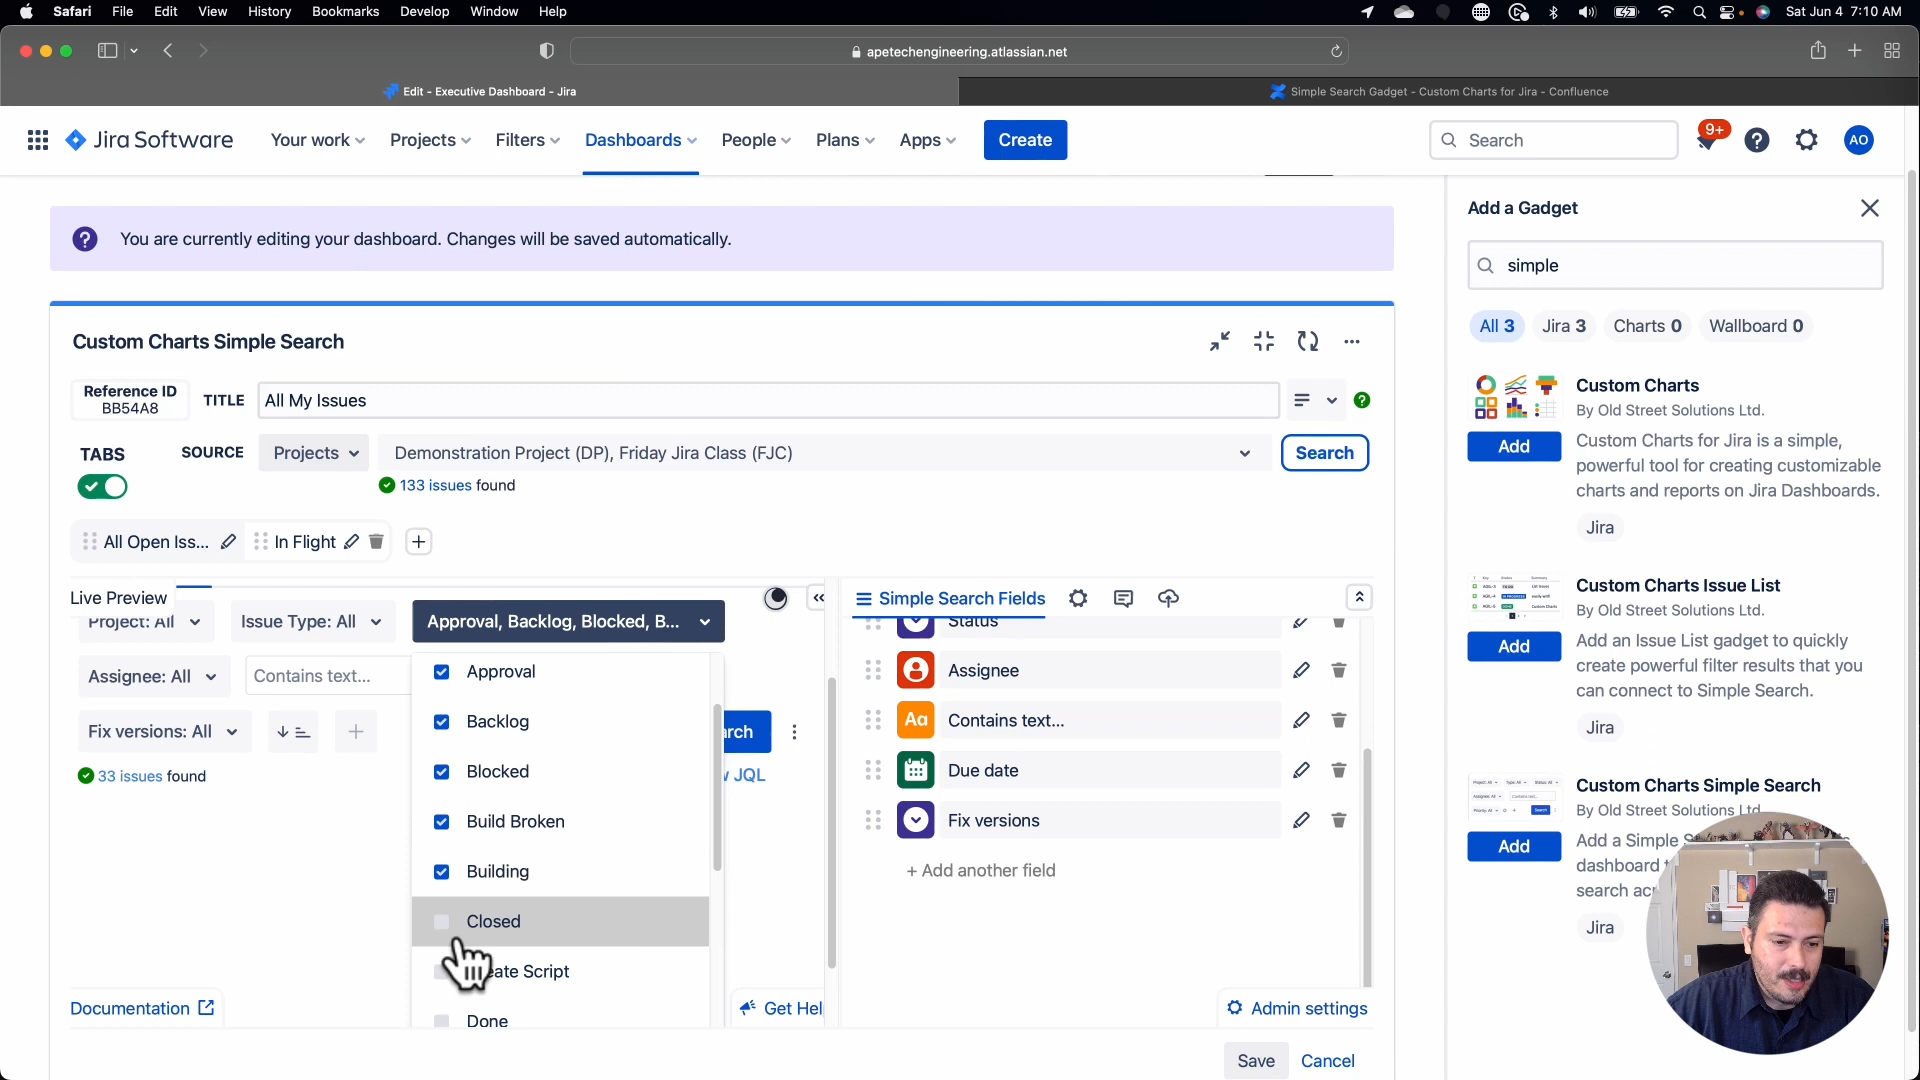 Safari File Edit View History Bookmarks Develop Window Help Sat Jun 4 7:10 AM
apetechengineering.atlassian.net
Edit - Executive Dashboard - Jira Simple Search Gadget - Custom Charts for Jira - Confluence
Jira Software Your work Projects Filters Dashboards People Plans Apps Create Search 9+ AO
Add a Gadget
You are currently editing your dashboard. Changes will be saved automatically.
simple
All 3 Jira 3 Charts 0 Wallboard 0
Custom Charts Simple Search
Reference ID
BB54A8
TITLE All My Issues
TABS SOURCE Projects Demonstration Project (DP), Friday Jira Class (FJC) Search
133 issues found
All Open Iss... In Flight
Live Preview
Project: All Issue Type: All Approval, Backlog, Blocked, B...
Assignee: All Contains text...
Fix versions: All
33 issues found
Approval
Backlog
Blocked
Build Broken
Building
Closed
ate Script
Done
rch
JQL
Documentation
Get Hel
Simple Search Fields
Status
Assignee
Aa Contains text...
Due date
Fix versions
+ Add another field
Admin settings
Save Cancel
Custom Charts
By Old Street Solutions Ltd.
Add
Custom Charts for Jira is a simple,
powerful tool for creating customizable
charts and reports on Jira Dashboards.
Jira
Custom Charts Issue List
By Old Street Solutions Ltd.
Add
Add an Issue List gadget to quickly
create powerful filter results that you
can connect to Simple Search.
Jira
Custom Charts Simple Search
By Old Street Solutions Ltd
Add
Add a Simple S
dashboard
search ac
Jira